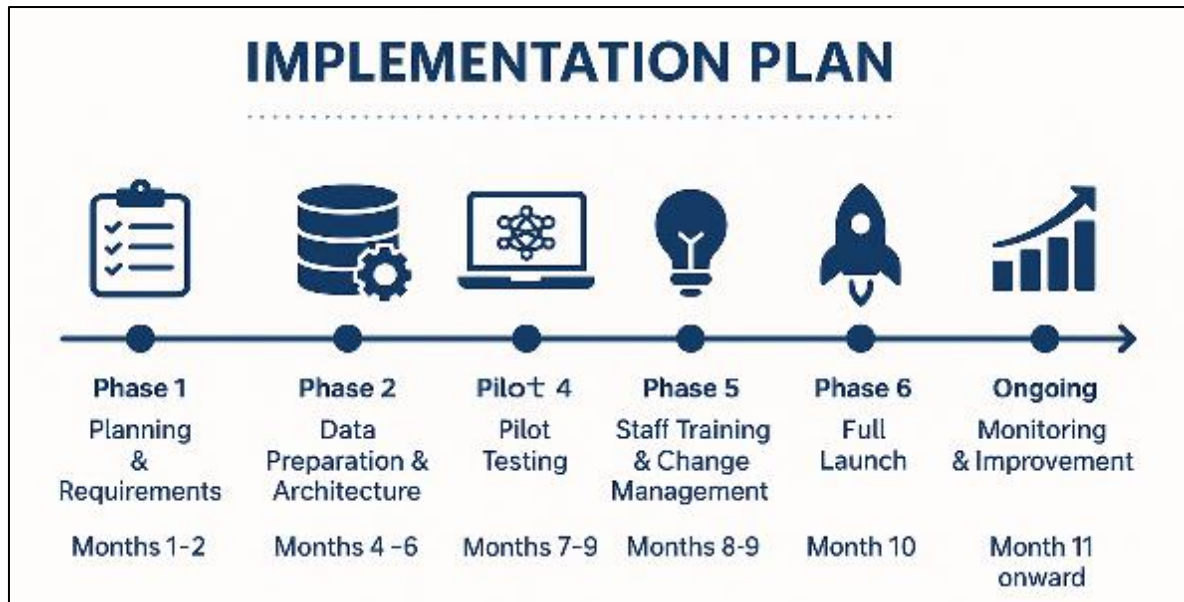 IMPLEMENTATION PLAN
Phase 1
Planning
&
Requirements
Months 1-2
Phase 2
Data
Preparation &
Architecture
Months 4 -6
Pilot 4
Pilot
Testing
Months 7-9
Phase 5
Staff Training
& Change
Management
Months 8-9
Phase 6
Full
Launch
Month 10
Ongoing
Monitoring
& Improvement
Month 11
onward